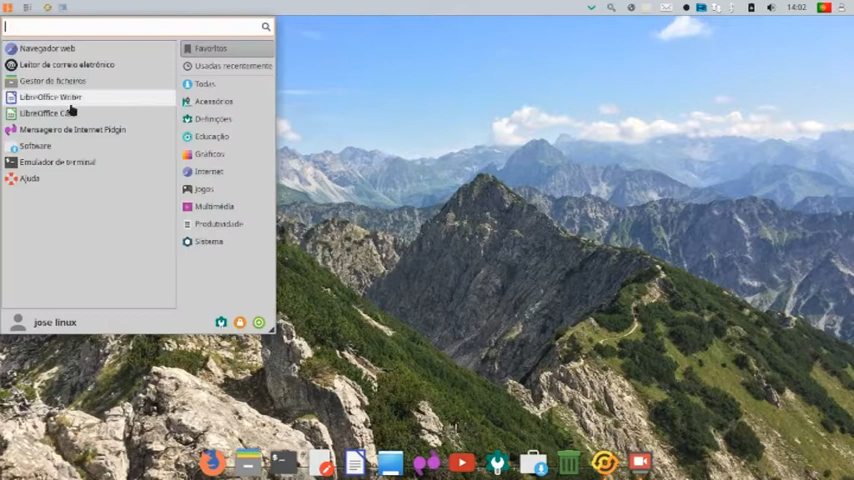 14:02
Navegador web
Leitor de correio eletrónico
Gestor de ficheiros
LibreOffice Writer
LibreOffice
Mensageiro de Internet Pidgin
Software
Emulador de terminal
Ajuda
Favoritos
Usadas recentemente
Todas
Acessórios
Definições
Educação
Gráficos
Internet
Jogos
Multimédia
Produtividade
Sistema
jose linux